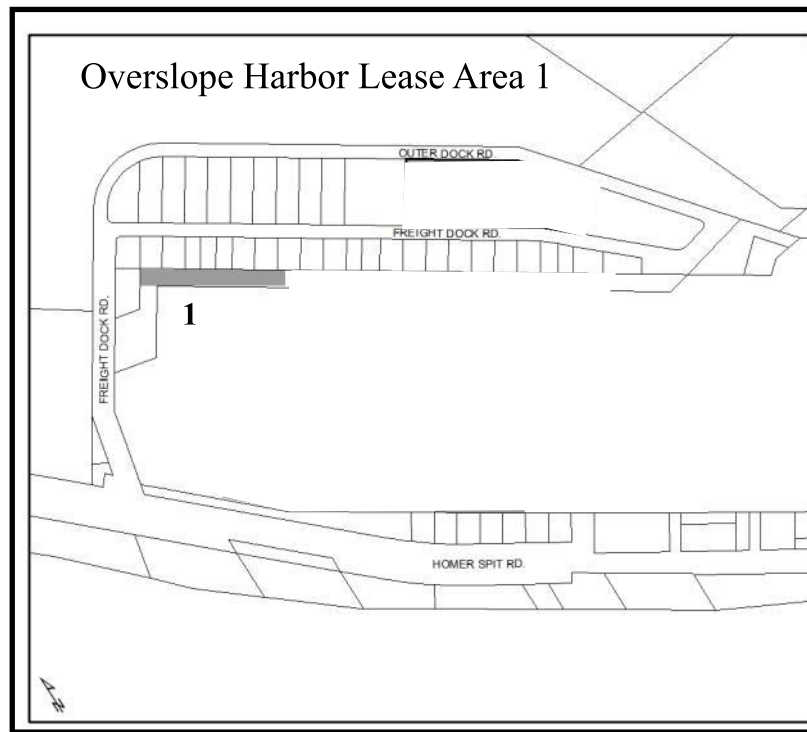 Overslope Harbor Lease Area 1
OUTER DOCK RD.
FREIGHT DOCK RD.
1
FREIGHT DOCK RD.
HOMER SPIT RD.
N